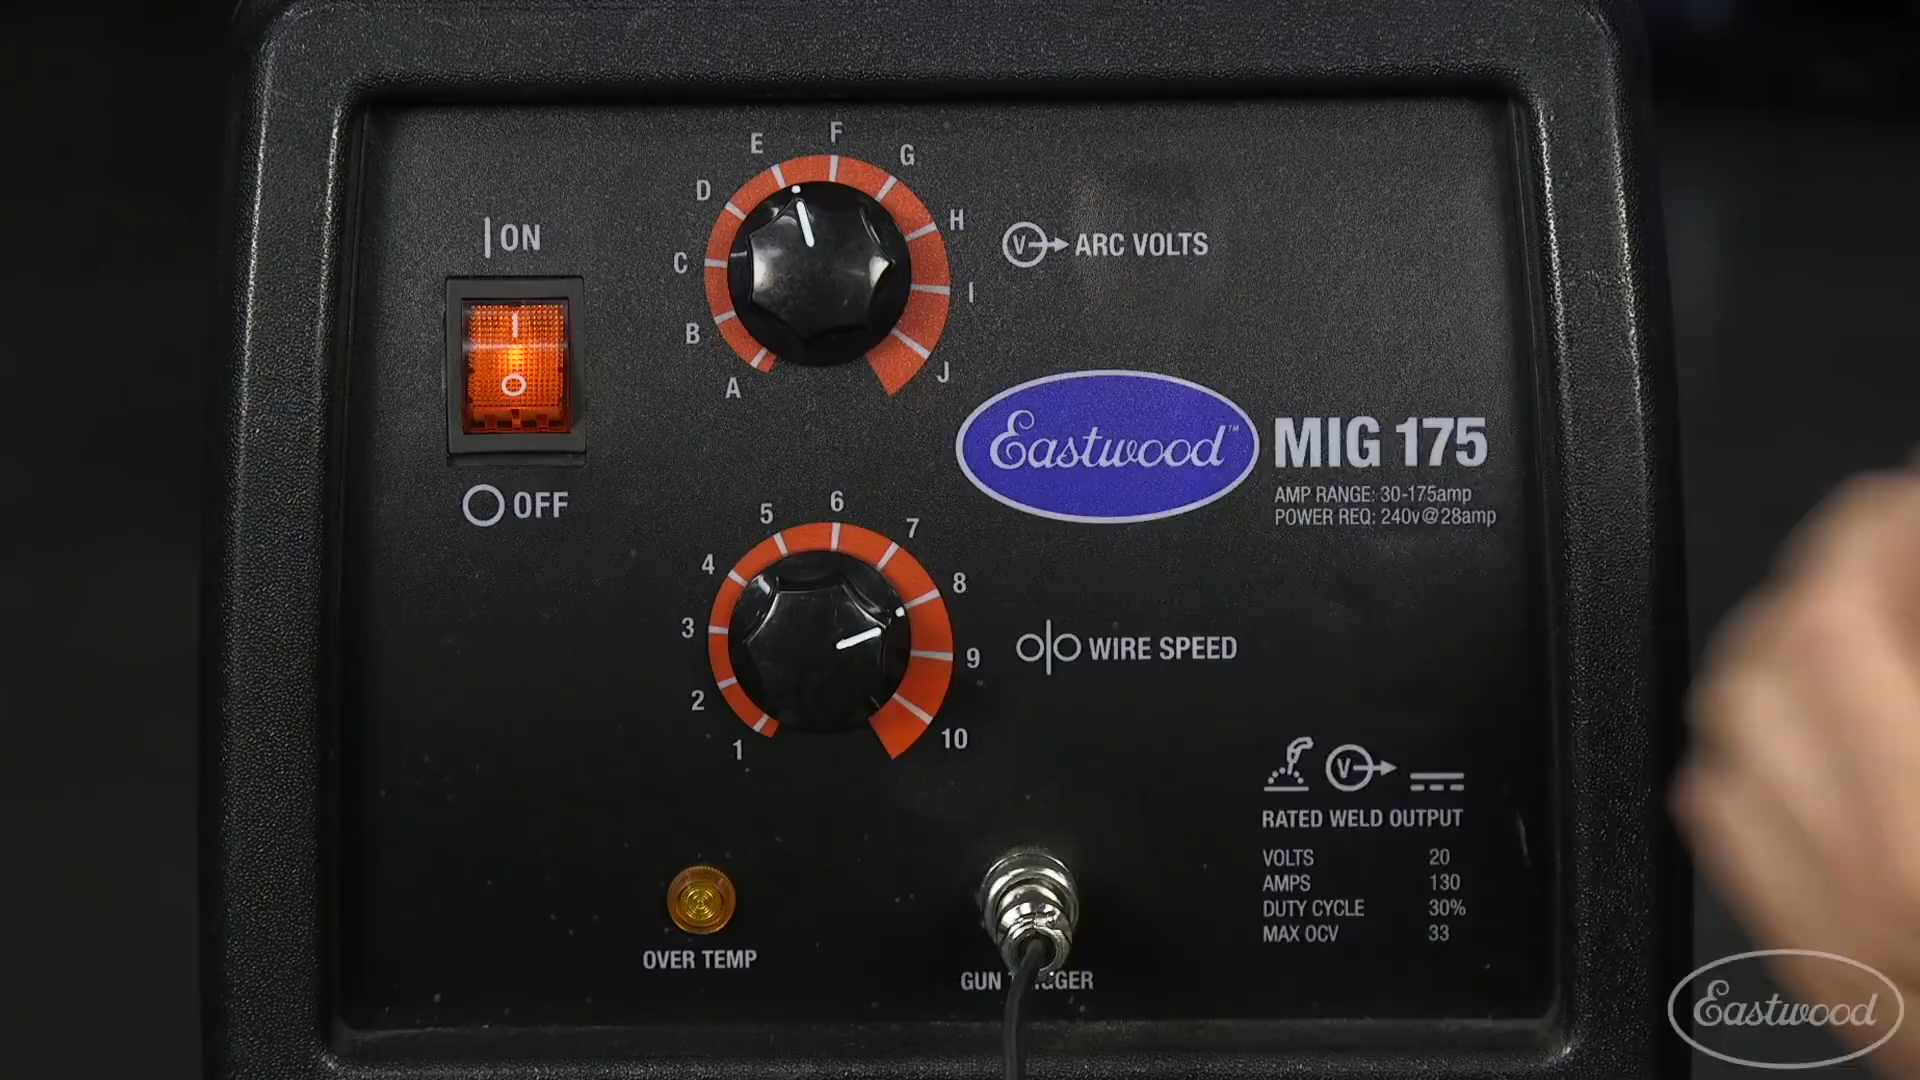 E F G
D H
C I
B J
A
ARC VOLTS
V
| ON
I
O
O OFF
Eastwood™ MIG 175
AMP RANGE: 30-175amp
POWER REQ: 240v@28amp
5 6 7
4 8
3 9
2 10
1
WIRE SPEED
V
RATED WELD OUTPUT
VOLTS 20
AMPS 130
DUTY CYCLE 30%
MAX OCV 33
OVER TEMP
GUN
Eastwood